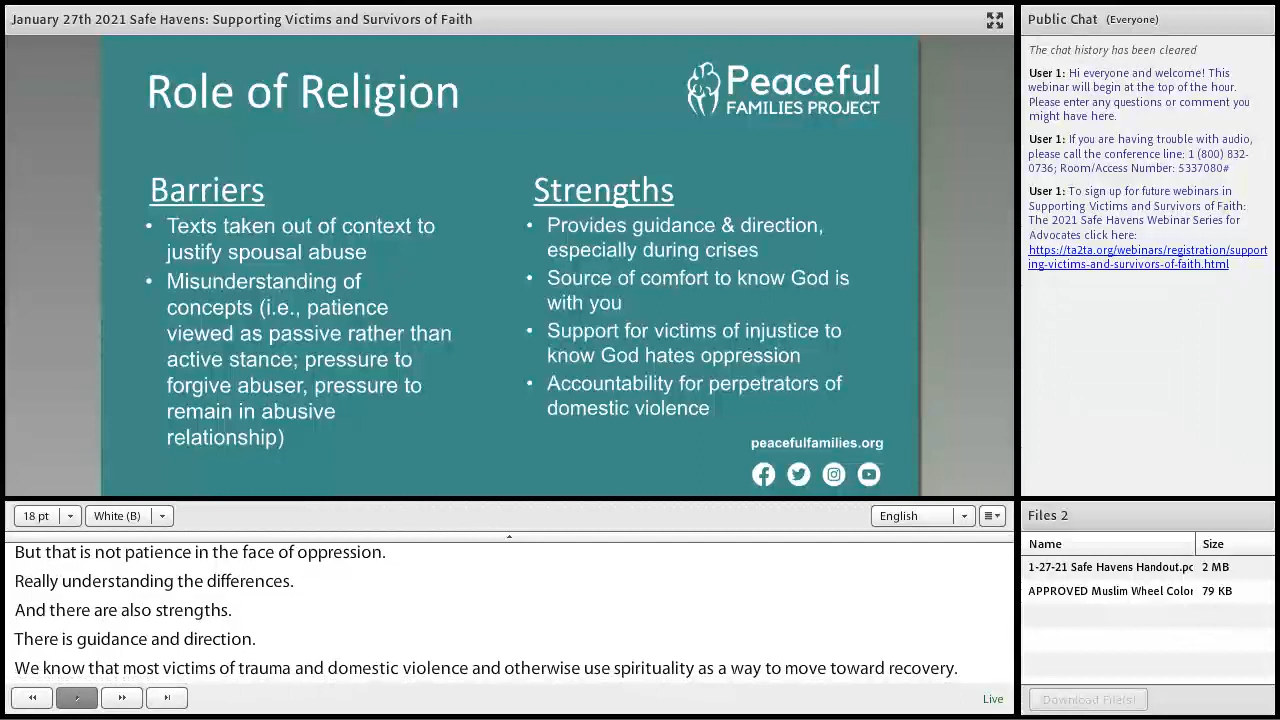 January 27th 2021 Safe Havens: Supporting Victims and Survivors of Faith
Role of Religion
Peaceful
FAMILIES PROJECT
Barriers
• Texts taken out of context to
justify spousal abuse
• Misunderstanding of
concepts (i.e., patience
viewed as passive rather than
active stance; pressure to
forgive abuser, pressure to
remain in abusive
relationship)
Strengths
• Provides guidance & direction,
especially during crises
• Source of comfort to know God is
with you
• Support for victims of injustice to
know God hates oppression
• Accountability for perpetrators of
domestic violence
peacefulfamilies.org
18 pt
White (B)
English
But that is not patience in the face of oppression.
Really understanding the differences.
And there are also strengths.
There is guidance and direction.
We know that most victims of trauma and domestic violence and otherwise use spirituality as a way to move toward recovery.
Live
Public Chat (Everyone)
The chat history has been cleared
User 1: Hi everyone and welcome! This
webinar will begin at the top of the hour.
Please enter any questions or comment you
might have here.
User 1: If you are having trouble with audio,
please call the conference line: 1 (800) 832-
0736; Room/Access Number: 5337080#
User 1: To sign up for future webinars in
Supporting Victims and Survivors of Faith:
The 2021 Safe Havens Webinar Series for
Advocates click here:
https://ta2ta.org/webinars/registration/support
ing-victims-and-survivors-of-faith.html
Files 2
Name Size
1-27-21 Safe Havens Handout.pc 2 MB
APPROVED Muslim Wheel Color 79 KB
Download File(s)